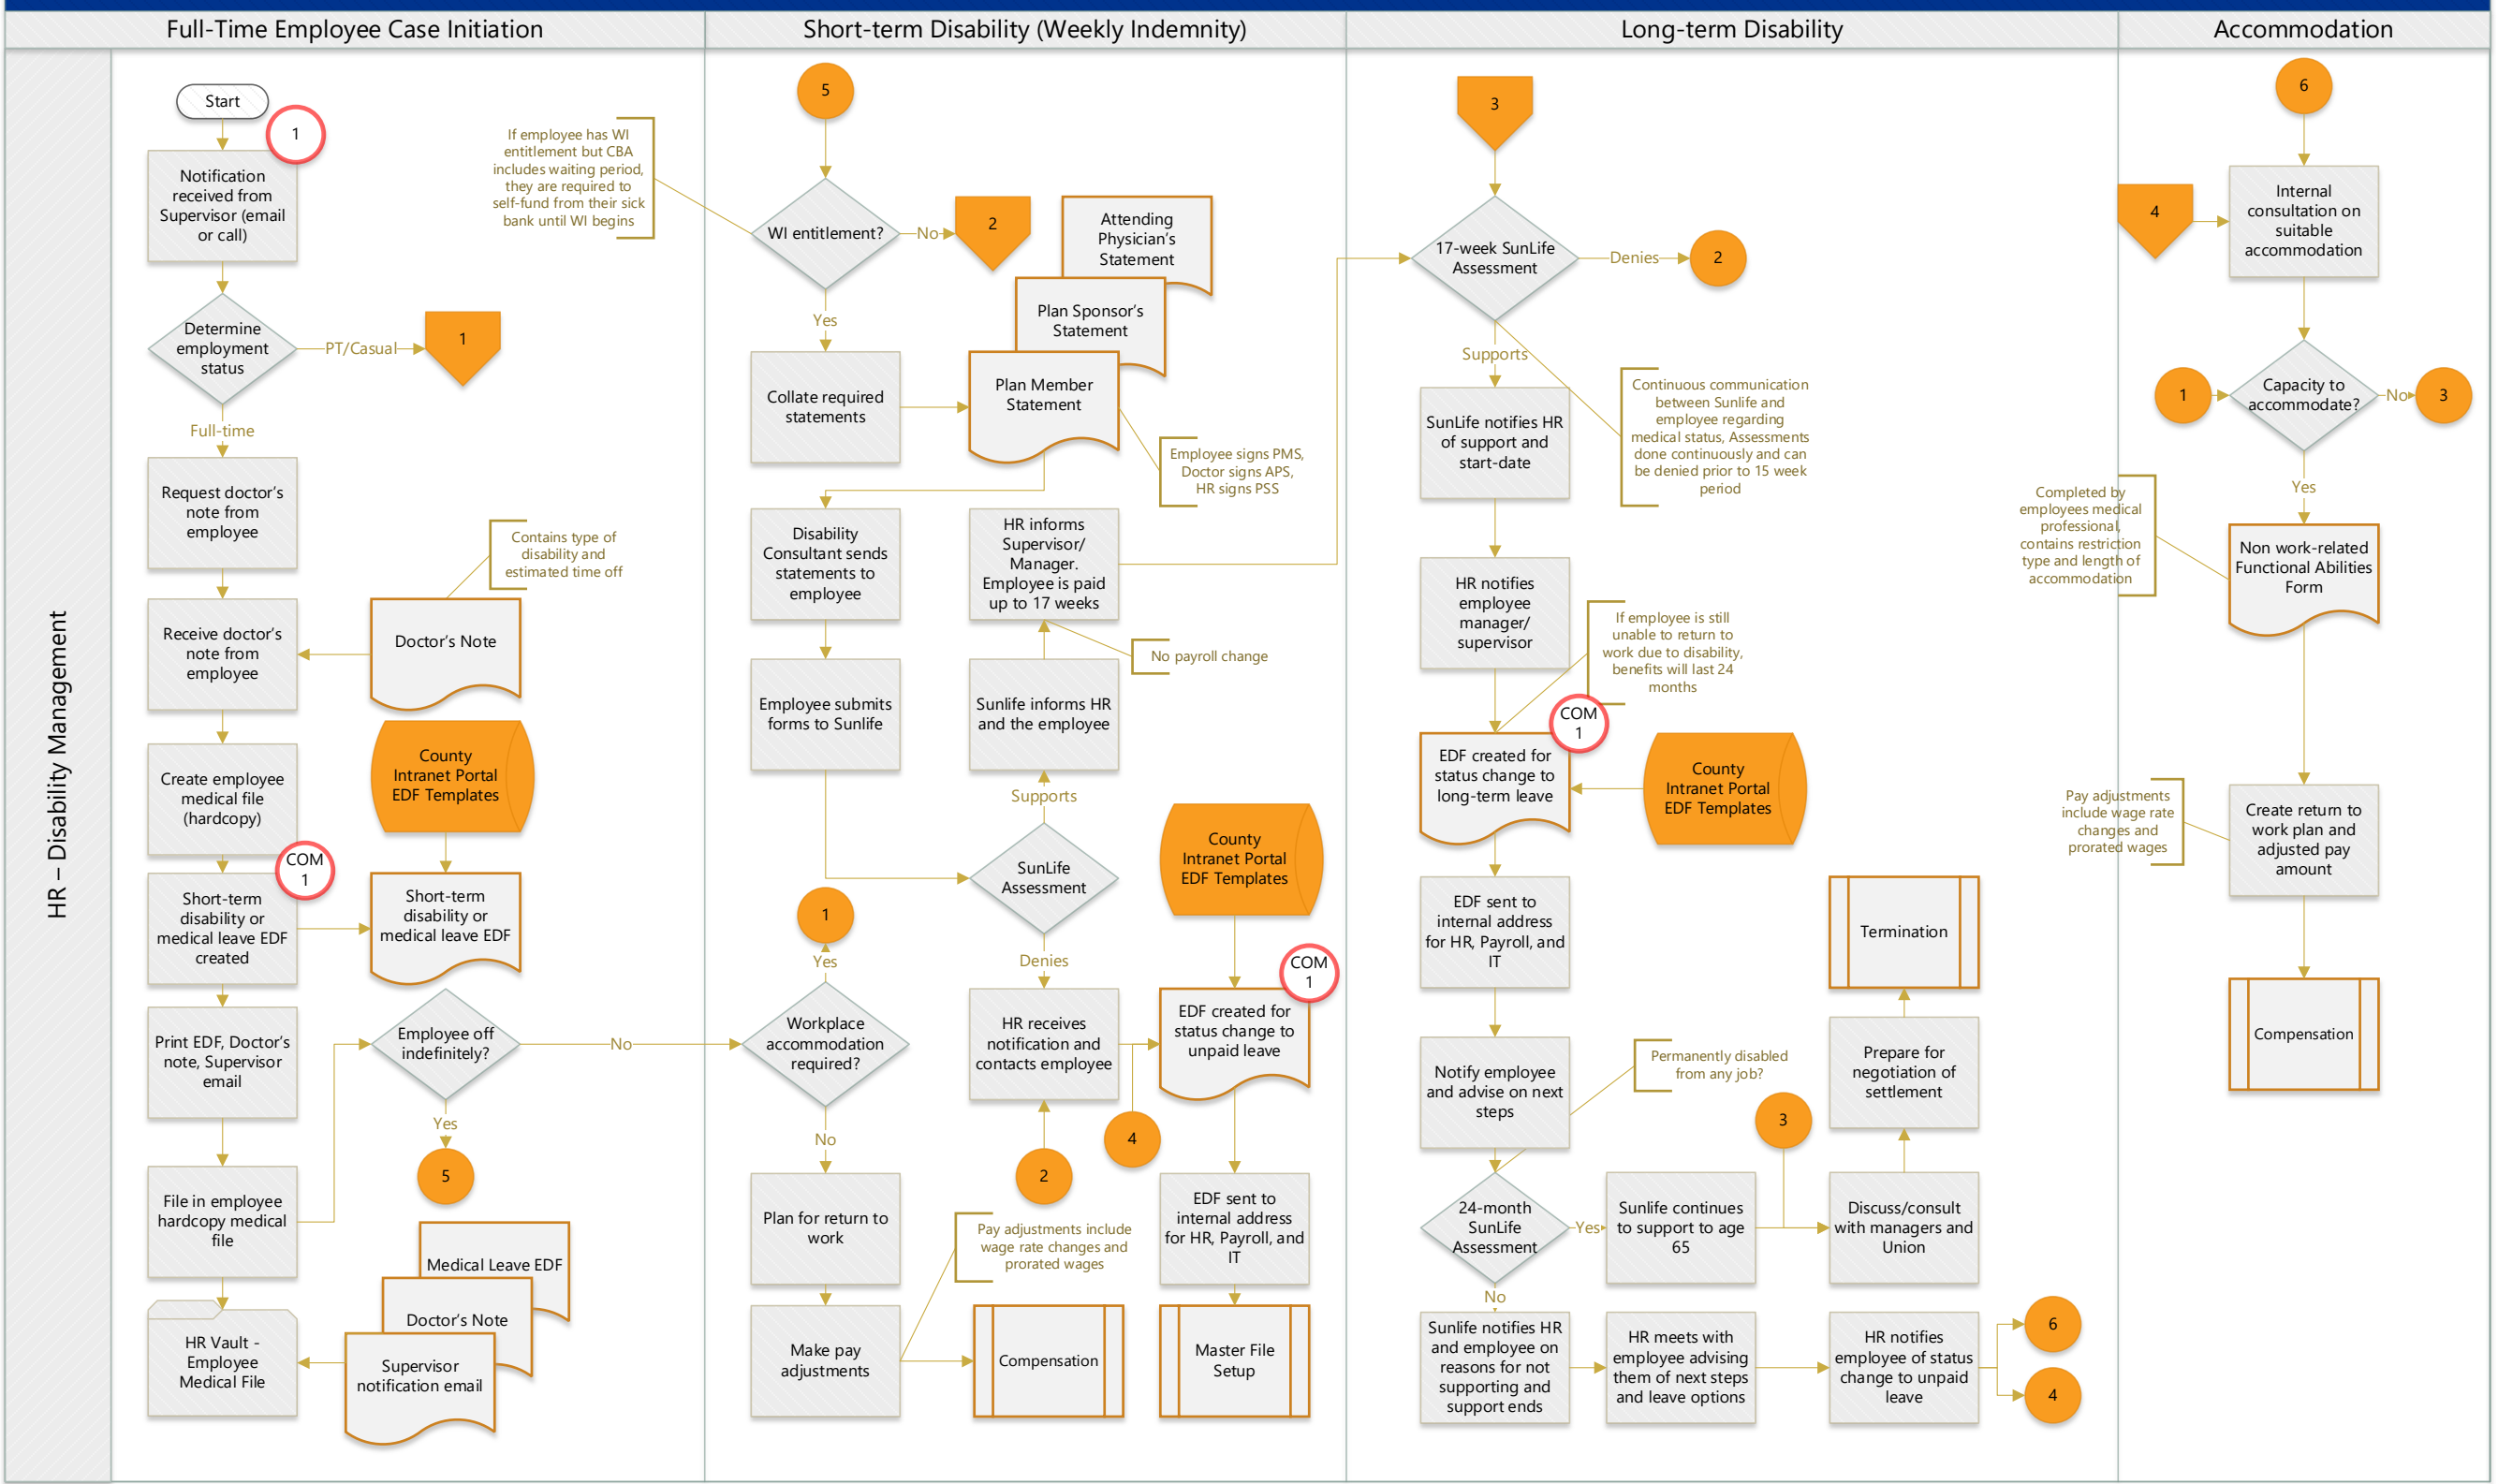 Full-Time Employee Case Initiation
Short-term Disability (Weekly Indemnity)
Long-term Disability
Accommodation
HR – Disability Management
Start
1
Notification
received from
Supervisor (email
or call)
Determine
employment
status
PT/Casual
1
Full-time
Request doctor's
note from
employee
Contains type of
disability and
estimated time off
Receive doctor's
note from
employee
Doctor's Note
Create employee
medical file
(hardcopy)
County
Intranet Portal
EDF Templates
COM
1
Short-term
disability or
medical leave EDF
created
Short-term
disability or
medical leave EDF
Print EDF, Doctor's
note, Supervisor
email
Employee off
indefinitely?
No
Yes
5
File in employee
hardcopy medical
file
HR Vault -
Employee
Medical File
Medical Leave EDF
Doctor's Note
Supervisor
notification email
5
If employee has WI
entitlement but CBA
includes waiting period,
they are required to
self-fund from their sick
bank until WI begins
WI entitlement?
No
2
Yes
Attending
Physician's
Statement
Plan Sponsor's
Statement
Plan Member
Statement
Collate required
statements
Employee signs PMS,
Doctor signs APS,
HR signs PSS
Disability
Consultant sends
statements to
employee
HR informs
Supervisor/
Manager.
Employee is paid
up to 17 weeks
No payroll change
Employee submits
forms to Sunlife
Sunlife informs HR
and the employee
Supports
SunLife
Assessment
Denies
County
Intranet Portal
EDF Templates
1
Yes
Workplace
accommodation
required?
No
HR receives
notification and
contacts employee
COM
1
EDF created for
status change to
unpaid leave
4
2
Plan for return to
work
Pay adjustments include
wage rate changes and
prorated wages
EDF sent to
internal address
for HR, Payroll, and
IT
Make pay
adjustments
Compensation
Master File
Setup
3
17-week SunLife
Assessment
Denies
2
Supports
Continuous communication
between Sunlife and
employee regarding
medical status, Assessments
done continuously and can
be denied prior to 15 week
period
SunLife notifies HR
of support and
start-date
HR notifies
employee
manager/
supervisor
If employee is still
unable to return to
work due to disability,
benefits will last 24
months
COM
1
EDF created for
status change to
long-term leave
County
Intranet Portal
EDF Templates
EDF sent to
internal address
for HR, Payroll, and
IT
Termination
Notify employee
and advise on next
steps
Permanently disabled
from any job?
Prepare for
negotiation of
settlement
3
24-month
SunLife
Assessment
Yes
Sunlife continues
to support to age
65
Discuss/consult
with managers and
Union
No
Sunlife notifies HR
and employee on
reasons for not
supporting and
support ends
HR meets with
employee advising
them of next steps
and leave options
HR notifies
employee of status
change to unpaid
leave
6
4
6
4
Internal
consultation on
suitable
accommodation
1
Capacity to
accommodate?
No
3
Yes
Completed by
employees medical
professional,
contains restriction
type and length of
accommodation
Non work-related
Functional Abilities
Form
Pay adjustments
include wage rate
changes and
prorated wages
Create return to
work plan and
adjusted pay
amount
Compensation